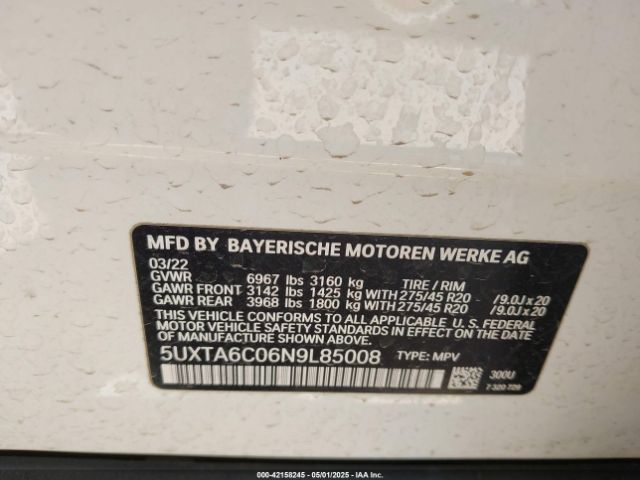 MFD BY BAYERISCHE MOTOREN WERKE AG
03/22
GVWR 6967 lbs 3160 kg TIRE / RIM
GAWR FRONT 3142 lbs 1425 kg WITH 275/45 R20 /9.0J x 20
GAWR REAR 3968 lbs 1800 kg WITH 275/45 R20 /9.0J x 20
THIS VEHICLE CONFORMS TO ALL APPLICABLE U. S. FEDERAL
MOTOR VEHICLE SAFETY STANDARDS IN EFFECT ON THE DATE
OF MANUFACTURE SHOWN ABOVE.
5UXTA6C06N9L85008 TYPE: MPV
300U
7 320 729
000-42158245 - 05/01/2025 - IAA Inc.